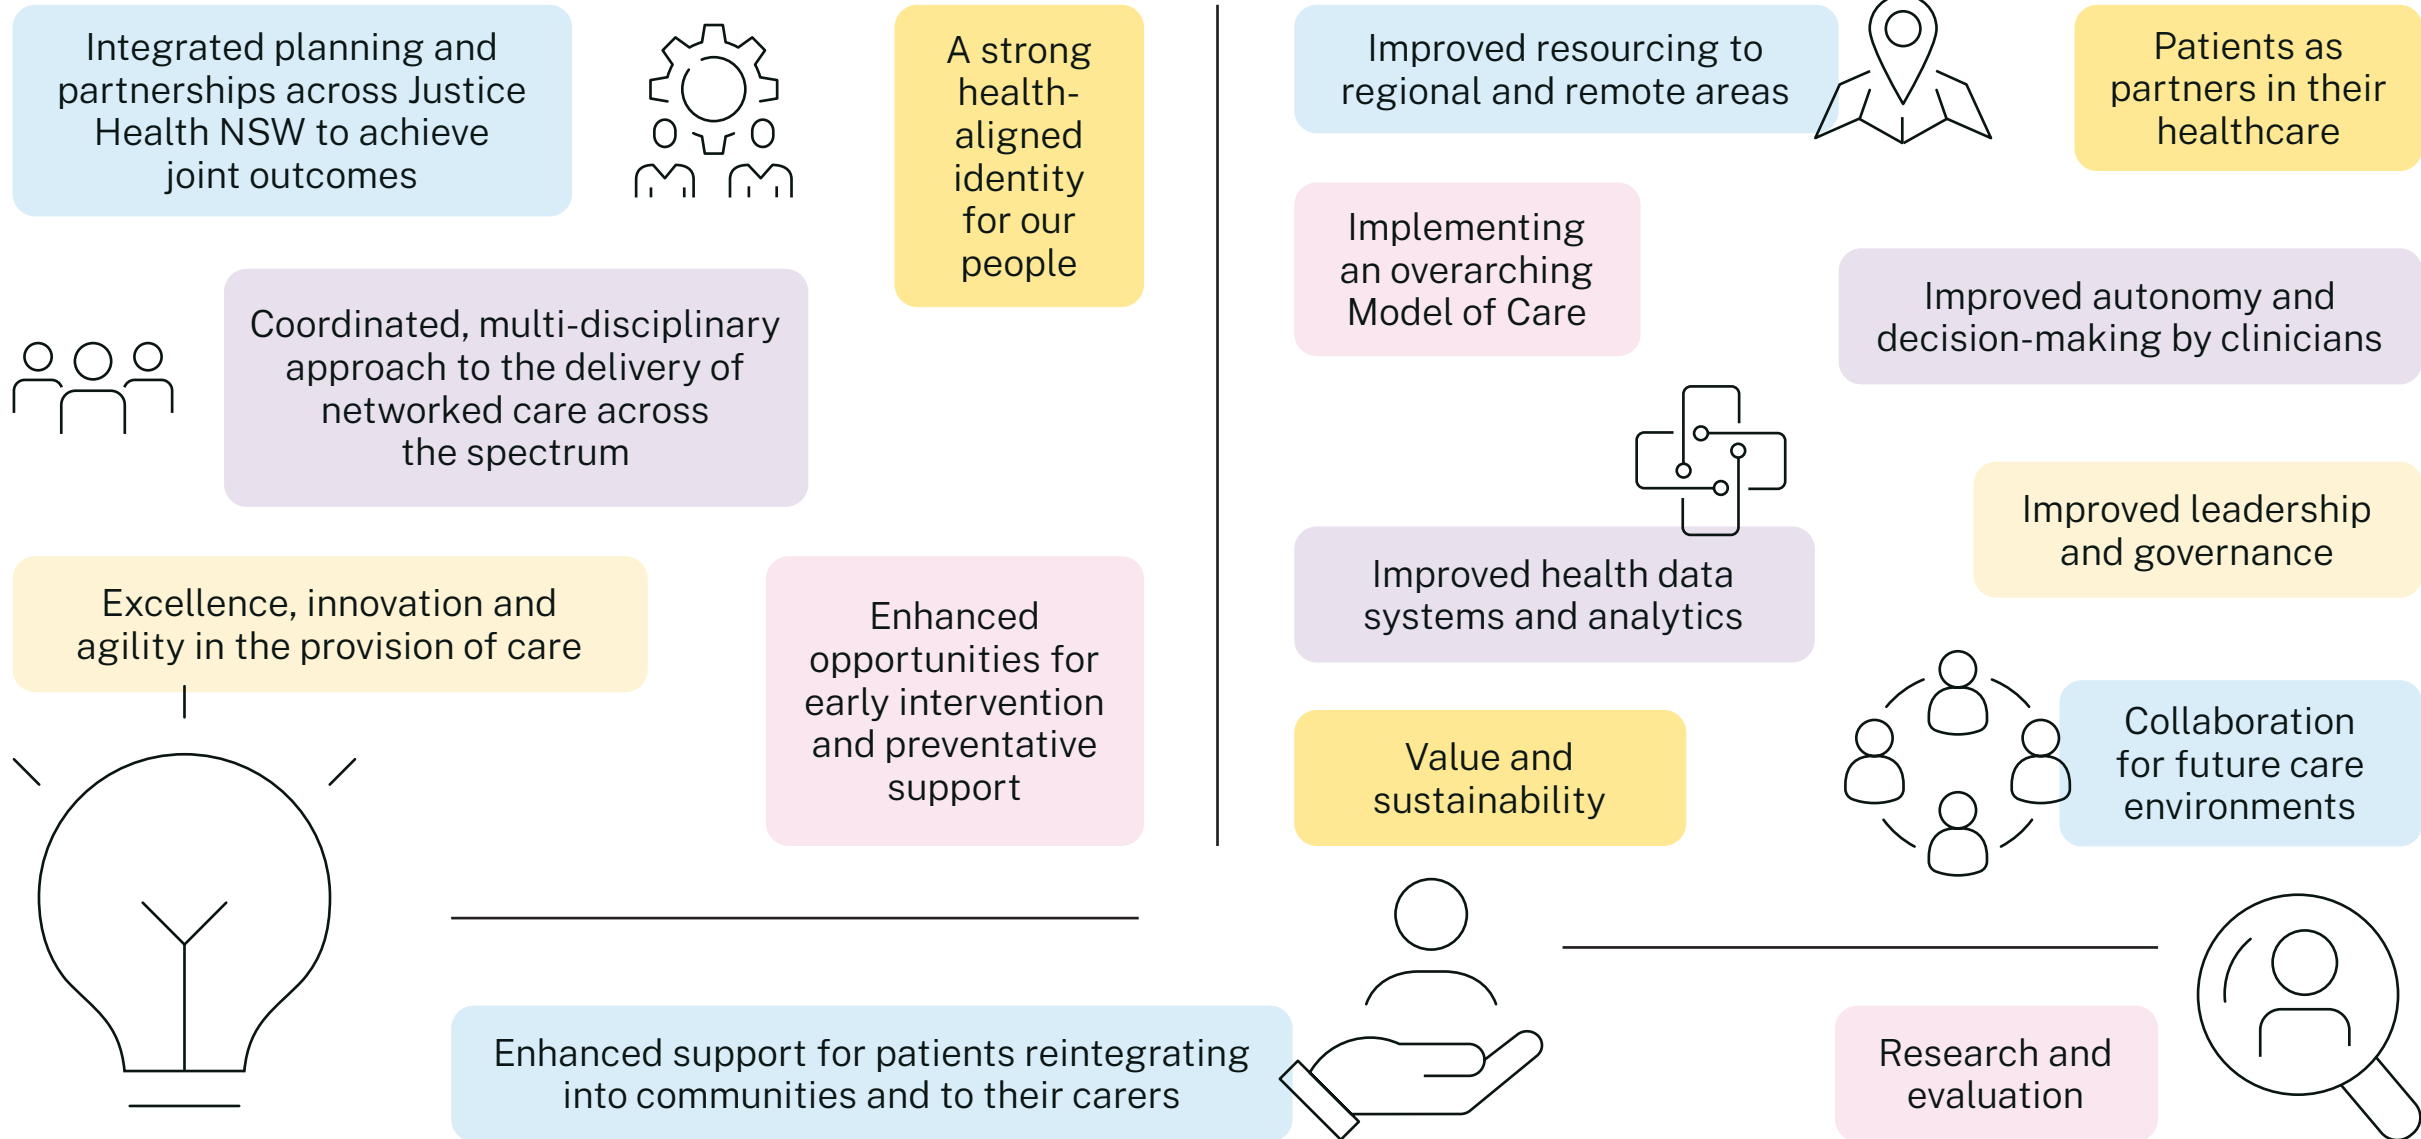 Integrated planning and
partnerships across Justice
Health NSW to achieve
joint outcomes
A strong
health-
aligned
identity
for our
people
Coordinated, multi-disciplinary
approach to the delivery of
networked care across
the spectrum
Excellence, innovation and
agility in the provision of care
Enhanced
opportunities for
early intervention
and preventative
support
Enhanced support for patients reintegrating
into communities and to their carers
Improved resourcing to
regional and remote areas
Patients as
partners in their
healthcare
Implementing
an overarching
Model of Care
Improved autonomy and
decision-making by clinicians
Improved leadership
and governance
Improved health data
systems and analytics
Value and
sustainability
Collaboration
for future care
environments
Research and
evaluation